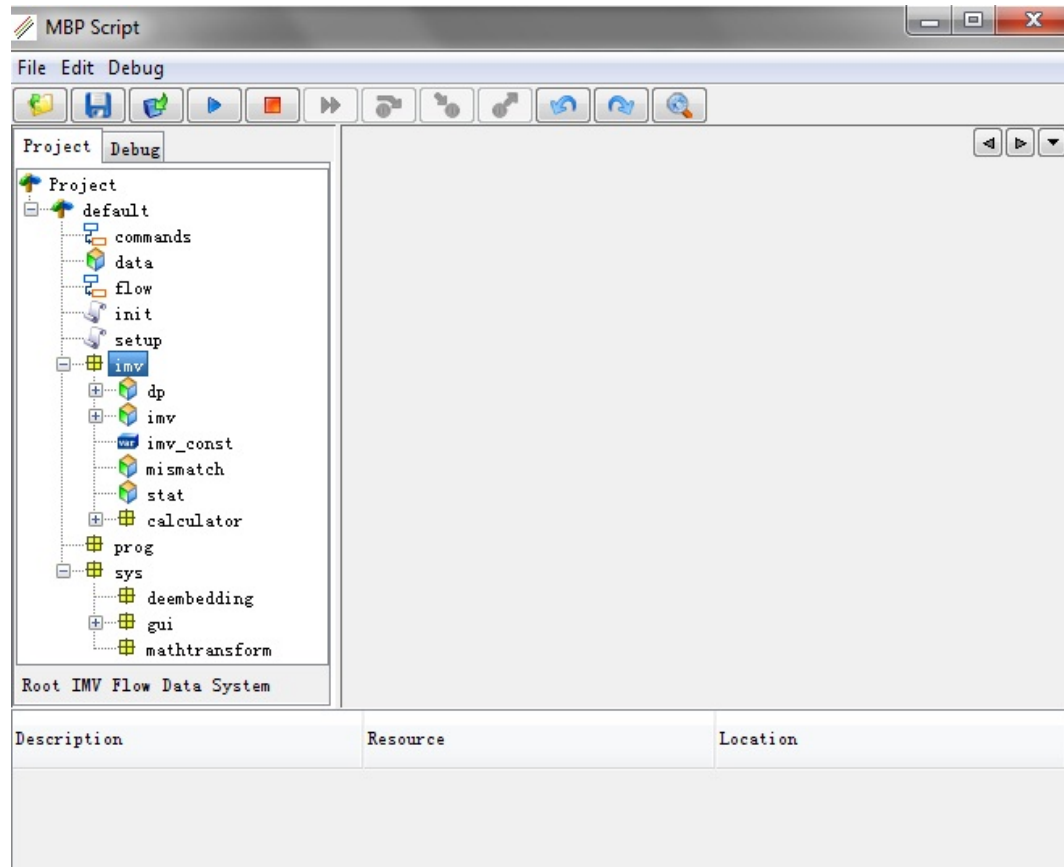 MBP Script
File Edit Debug
Project Debug
Project
default
commands
data
flow
init
setup
imv
dp
imv
var imv_const
mismatch
stat
calculator
prog
sys
deembedding
gui
mathtransform
Root IMV Flow Data System
Description Resource Location